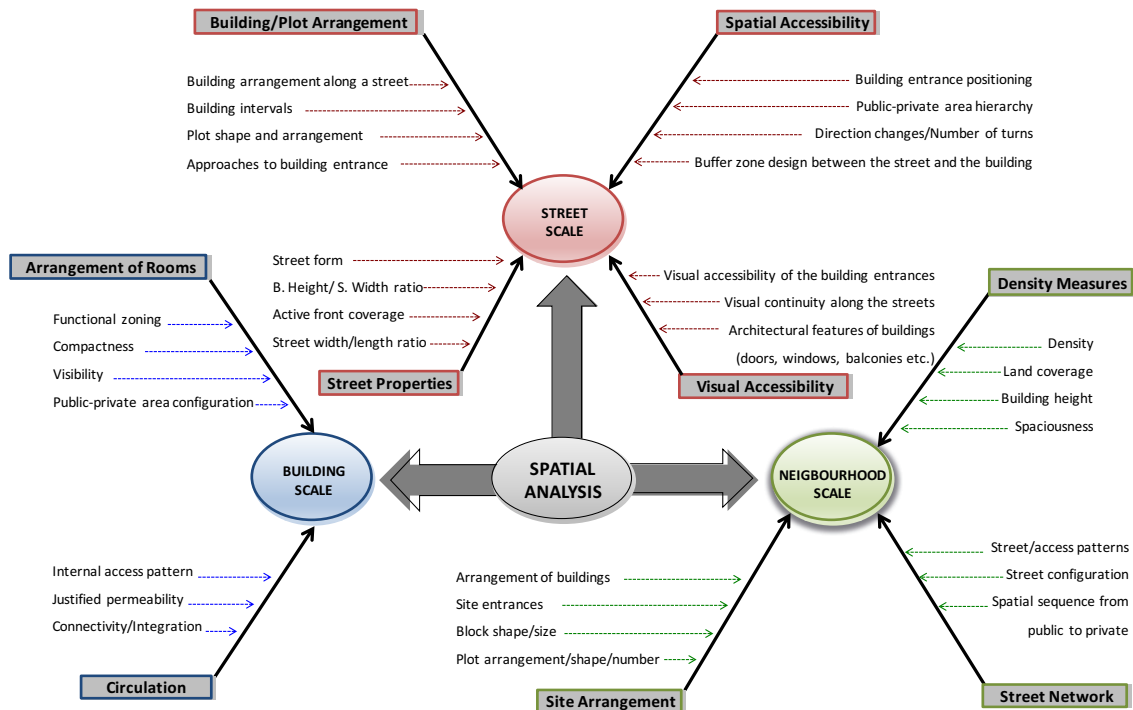 Building/Plot Arrangement
Spatial Accessibility
Building arrangement along a street
Building intervals
Plot shape and arrangement
Approaches to building entrance
Building entrance positioning
Public-private area hierarchy
Direction changes/Number of turns
Buffer zone design between the street and the building
STREET
SCALE
Street form
B. Height/ S. Width ratio
Active front coverage
Street width/length ratio
Street Properties
Visual accessibility of the building entrances
Visual continuity along the streets
Architectural features of buildings
(doors, windows, balconies etc.)
Visual Accessibility
Arrangement of Rooms
Functional zoning
Compactness
Visibility
Public-private area configuration
BUILDING
SCALE
Internal access pattern
Justified permeability
Connectivity/Integration
Circulation
SPATIAL
ANALYSIS
Density Measures
Density
Land coverage
Building height
Spaciousness
NEIGBOURHOOD
SCALE
Arrangement of buildings
Site entrances
Block shape/size
Plot arrangement/shape/number
Site Arrangement
Street/access patterns
Street configuration
Spatial sequence from
public to private
Street Network